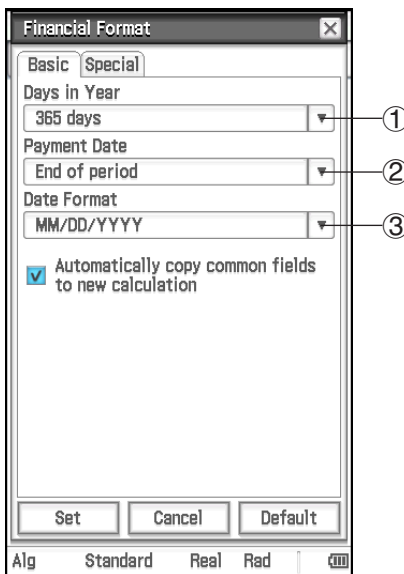 Financial Format
Basic Special
Days in Year
365 days
①
Payment Date
End of period
②
Date Format
MM/DD/YYYY
③
Automatically copy common fields
to new calculation
Set Cancel Default
Alg Standard Real Rad